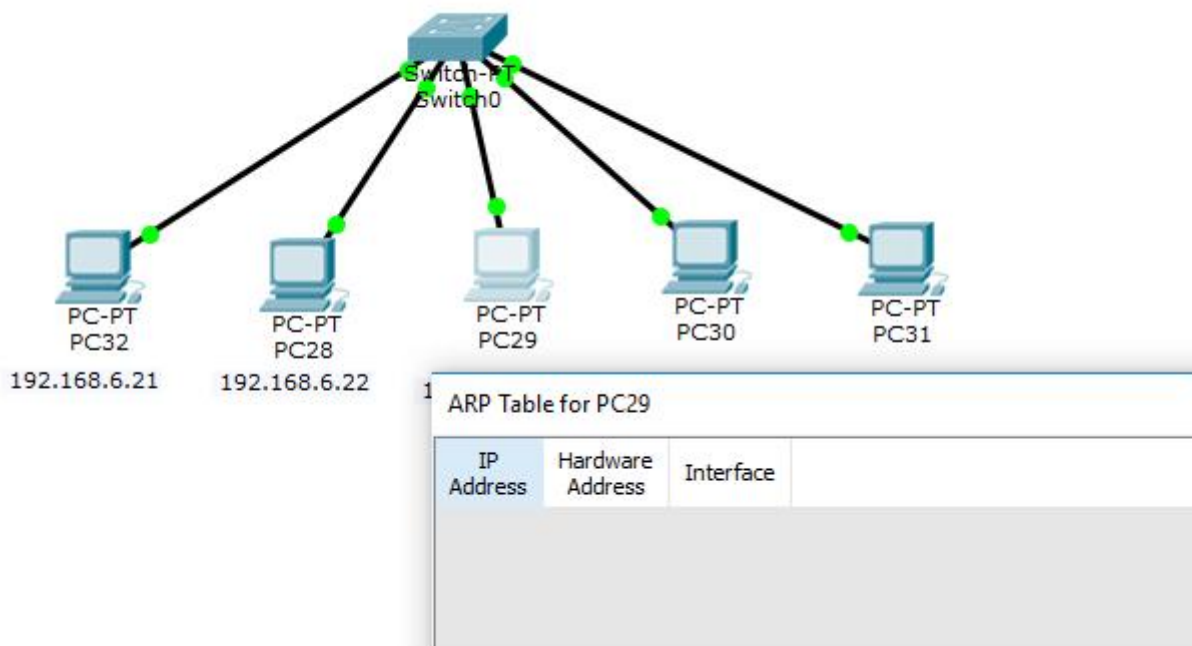 Switch-PT
Switch0
PC-PT
PC32
PC-PT
PC28
PC-PT
PC29
PC-PT
PC30
PC-PT
PC31
192.168.6.21
192.168.6.22
ARP Table for PC29
IP
Address
Hardware
Address
Interface